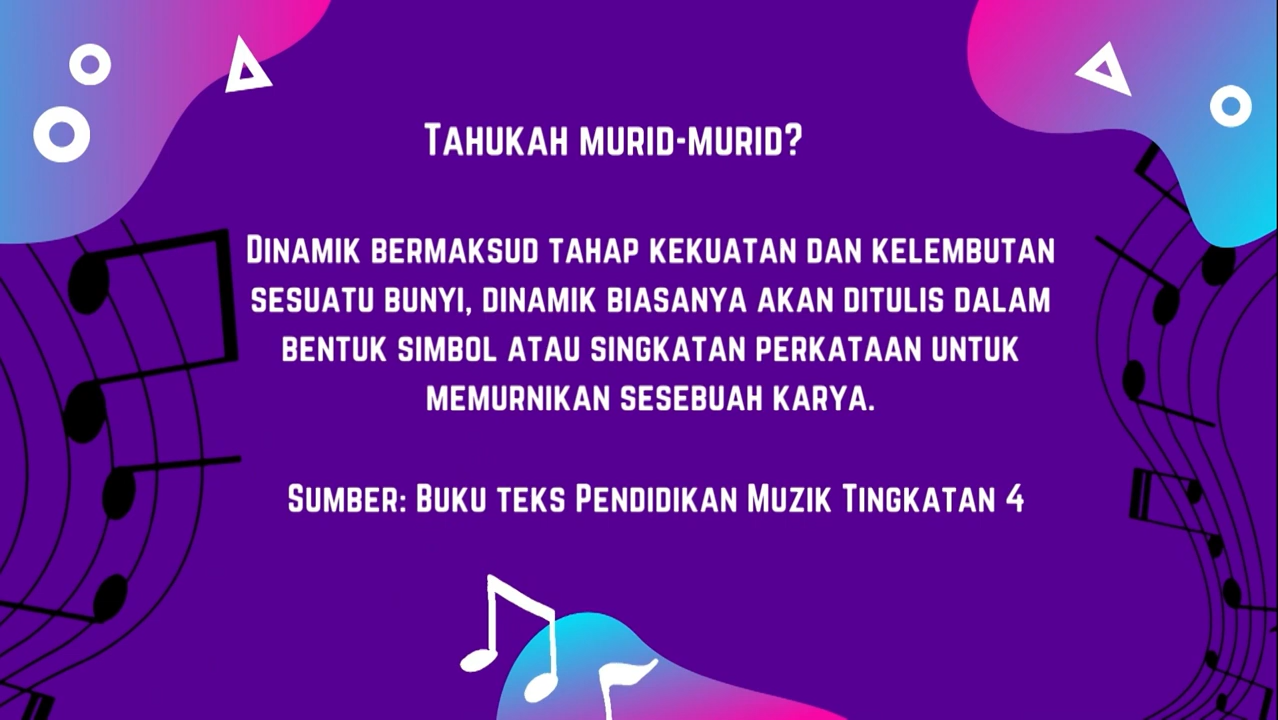 Tahukah murid-murid?
Dinamik bermaksud tahap kekuatan dan kelembutan
sesuatu bunyi, dinamik biasanya akan ditulis dalam
bentuk simbol atau singkatan perkataan untuk
memurnikan sesebuah karya.
Sumber: Buku teks Pendidikan Muzik Tingkatan 4